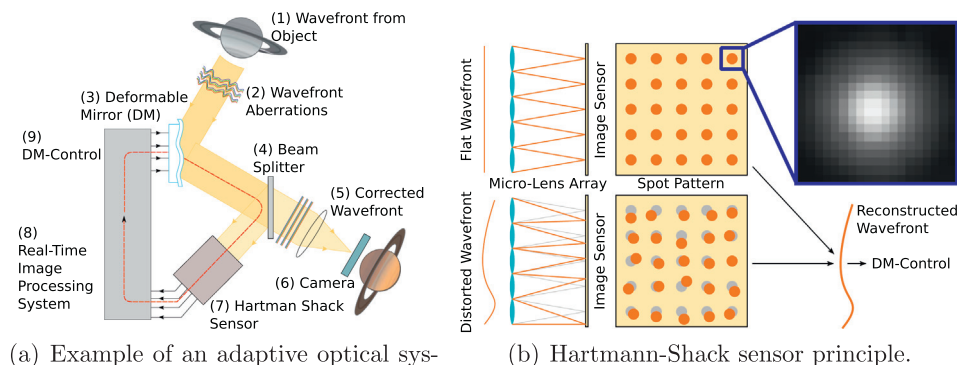 (1) Wavefront from
Object
(2) Wavefront
Aberrations
(3) Deformable
Mirror (DM)
(9)
DM-Control
(4) Beam
Splitter
(5) Corrected
Wavefront
(8)
Real-Time
Image
Processing
System
(6) Camera
(7) Hartman Shack
Sensor
(a) Example of an adaptive optical sys-
Flat Wavefront
Image Sensor
Micro-Lens Array
Spot Pattern
Distorted Wavefront
Image Sensor
Reconstructed
Wavefront
DM-Control
(b) Hartmann-Shack sensor principle.